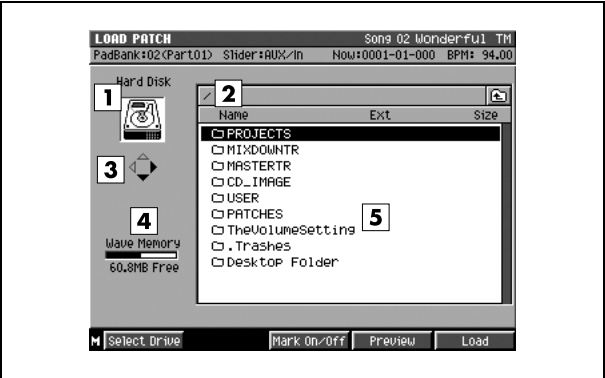 LOAD PATCH Song 02 Wonderful TM
PadBank:02(Part01) Slider:AUX/In Now:0001-01-000 BPM: 94.00
Hard Disk
1
/ 2
Name Ext Size
PROJECTS
MIXDOWNTR
3
MASTERTR
CD_IMAGE
USER
4
PATCHES
5
TheVolumeSetting
Wave Memory
.Trashes
60.8MB Free
Desktop Folder
M Select Drive Mark On/Off Preview Load